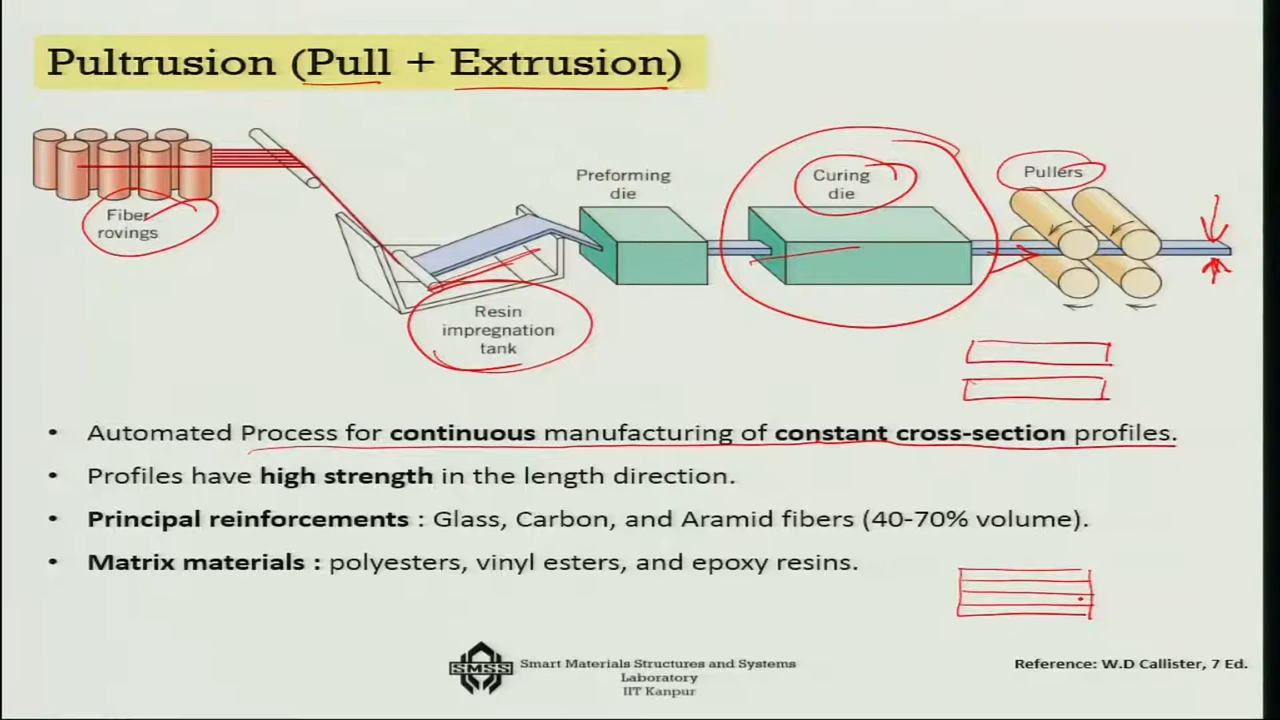 Pultrusion (Pull + Extrusion)
Fiber
rovings
Resin
impregnation
tank
Preforming
die
Curing
die
Pullers
• Automated Process for continuous manufacturing of constant cross-section profiles.
• Profiles have high strength in the length direction.
• Principal reinforcements : Glass, Carbon, and Aramid fibers (40-70% volume).
• Matrix materials : polyesters, vinyl esters, and epoxy resins.
SMSS
Smart Materials Structures and Systems
Laboratory
IIT Kanpur
Reference: W.D Callister, 7 Ed.